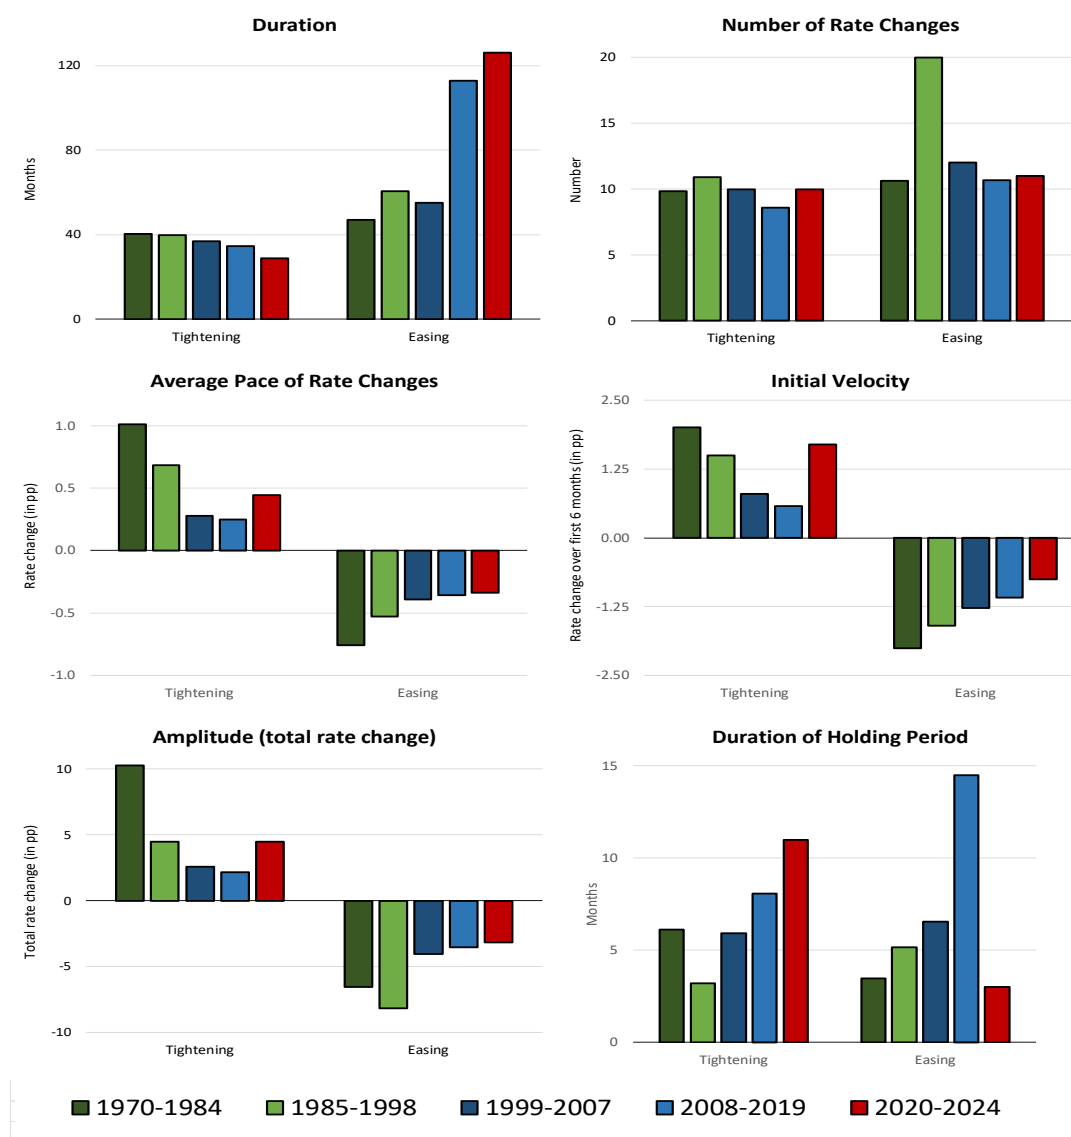 Duration
Months
120
80
40
0
Tightening Easing
Number of Rate Changes
Number
20
15
10
5
0
Tightening Easing
Average Pace of Rate Changes
Rate change (in pp)
1.0
0.5
0.0
-0.5
-1.0
Tightening Easing
Initial Velocity
Rate change over first 6 months (in pp)
2.50
1.25
0.00
-1.25
-2.50
Tightening Easing
Amplitude (total rate change)
Total rate change (in pp)
10
5
0
-5
-10
Tightening Easing
Duration of Holding Period
Months
15
10
5
0
Tightening Easing
1970-1984 1985-1998 1999-2007 2008-2019 2020-2024